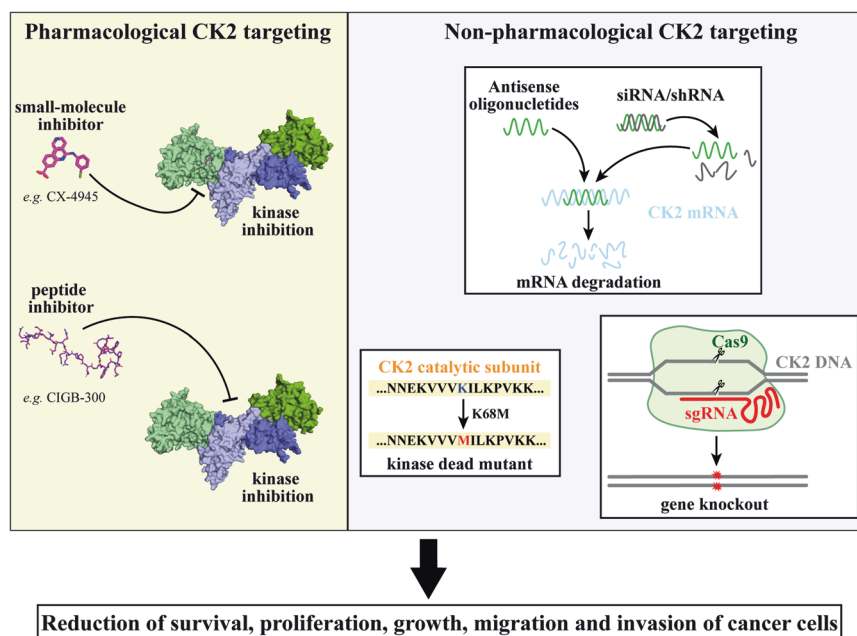 Pharmacological CK2 targeting
small-molecule
inhibitor
e.g. CX-4945
kinase
inhibition
peptide
inhibitor
e.g. CIGB-300
kinase
inhibition
Non-pharmacological CK2 targeting
Antisense
oligonucletides
siRNA/shRNA
CK2 mRNA
mRNA degradation
CK2 catalytic subunit
...NNEKVVVKILKPVKK...
K68M
...NNEKVVVMILKPVKK...
kinase dead mutant
Cas9
CK2 DNA
sgRNA
gene knockout
Reduction of survival, proliferation, growth, migration and invasion of cancer cells